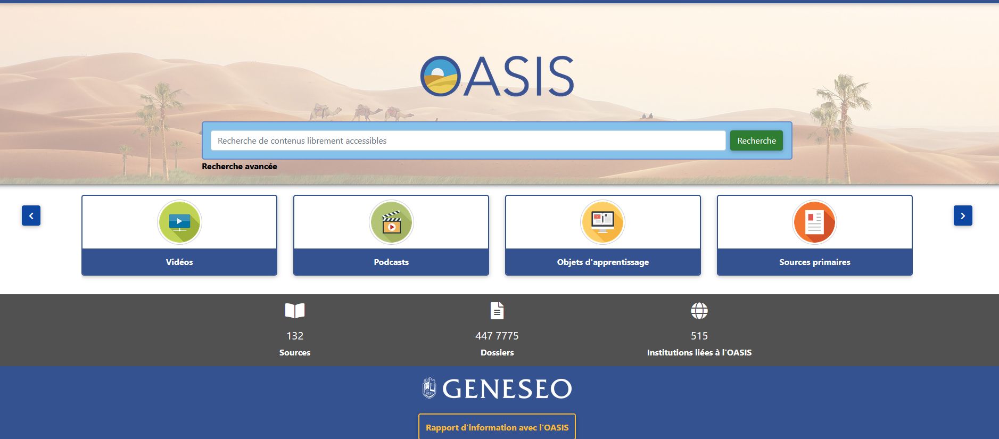 OASIS
Recherche de contenus librement accessibles
Recherche
Recherche avancée
Vidéos
Podcasts
Objets d'apprentissage
Sources primaires
132
447 7775
515
Sources
Dossiers
Institutions liées à l'OASIS
1871
GENESEO
Rapport d'information avec l'OASIS